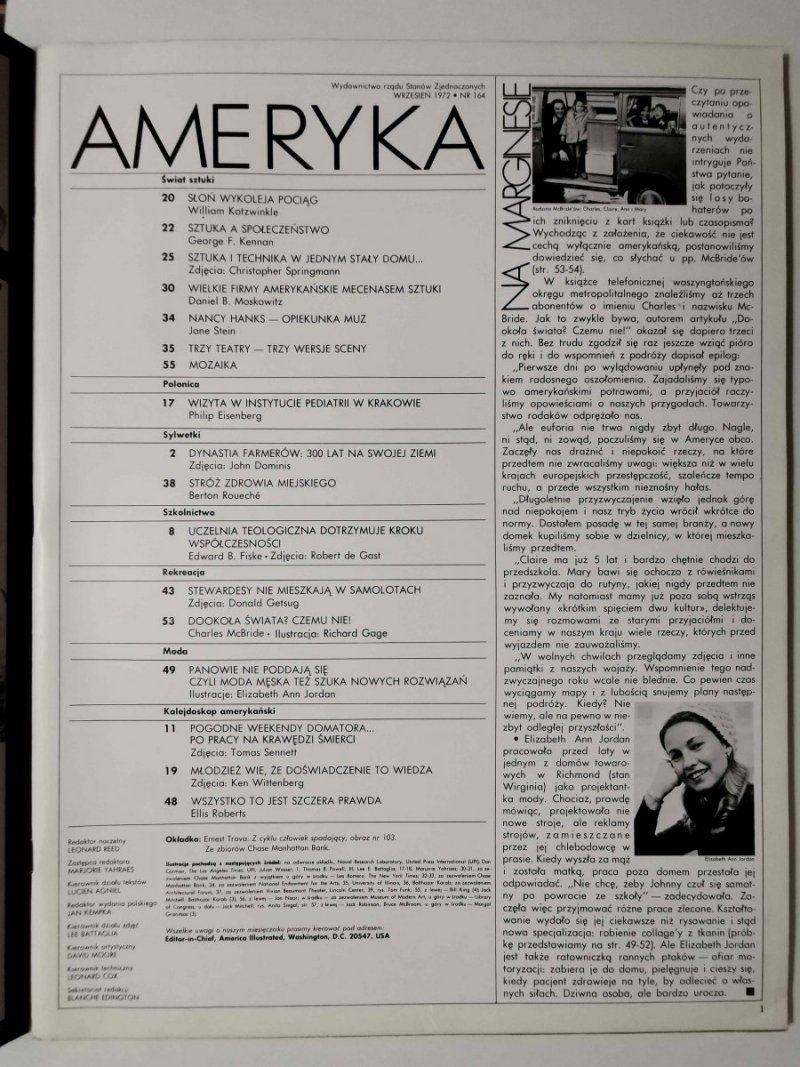 Wydawnictwo rządu Stanów Zjednoczonych
WRZESIEŃ 1972 • NR 164
AMERYKA
Świat sztuki
20 SŁOŃ WYKOLEJA POCIĄG
William Kotzwinkle
22 SZTUKA A SPOŁECZEŃSTWO
George F. Kennan
25 SZTUKA I TECHNIKA W JEDNYM STAŁY DOMU...
Zdjęcia: Christopher Springmann
30 WIELKIE FIRMY AMERYKAŃSKIE MECENASEM SZTUKI
Daniel B. Moskowitz
34 NANCY HANKS — OPIEKUNKA MUZ
Jane Stein
35 TRZY TEATRY — TRZY WERSJE SCENY
55 MOZAIKA
Polonica
17 WIZYTA W INSTYTUCIE PEDIATRII W KRAKOWIE
Philip Eisenberg
Sylwetki
2 DYNASTIA FARMERÓW: 300 LAT NA SWOJEJ ZIEMI
Zdjęcia: John Dominis
38 STRÓŻ ZDROWIA MIEJSKIEGO
Berton Roueché
Szkolnictwo
8 UCZELNIA TEOLOGICZNA DOTRZYMUJE KROKU
WSPÓŁCZESNOŚCI
Edward B. Fiske • Zdjęcia: Robert de Gast
Rekreacja
43 STEWARDESY NIE MIESZKAJĄ W SAMOLOTACH
Zdjęcia: Donald Getsug
53 DOOKOŁA ŚWIATA? CZEMU NIE!
Charles McBride • Ilustracja: Richard Gage
Moda
49 PANOWIE NIE PODDAJĄ SIĘ
CZYLI MODA MĘSKA TEŻ SZUKA NOWYCH ROZWIĄZAŃ
Ilustracje: Elizabeth Ann Jordan
Kalejdoskop amerykański
11 POGODNE WEEKENDY DOMATORA...
PO PRACY NA KRAWĘDZI ŚMIERCI
Zdjęcia: Tomas Sennett
19 MŁODZIEŻ WIE, ŻE DOŚWIADCZENIE TO WIEDZA
Zdjęcia: Ken Wittenberg
48 WSZYSTKO TO JEST SZCZERA PRAWDA
Ellis Roberts
Redaktor naczelny
LEONARD REED
Zastępca redaktora
MARJORIE YAHRAES
Kierownik działu tekstów
LUCIEN AGNIEL
Redaktor wydania polskiego
JAN KEMPKA
Kierownik działu zdjęć
LEE BATTAGLIA
Kierownik artystyczny
DAVID MOORE
Kierownik techniczny
LEONARD COX
Sekretariat redakcji
BLANCHE EDINGTON
Okładka: Ernest Trova: Z cyklu człowiek spadający, obraz nr 103.
Ze zbiorów Chase Manhattan Bank.
Ilustracje pochodzą z następujących źródeł:
Wszelkie uwagi o naszym miesięczniku prosimy kierować pod adresem:
Editor-in-Chief, America Illustrated, Washington, D.C. 20547, USA
NA MARGINESIE
Rodzina McBride'ów: Charles, Claire, Ann i Mary
Czy po prze-
czytaniu opo-
wiadania o
autentycz-
nych wyda-
rzeniach nie
intryguje Pań-
stwa pytanie,
jak potoczyły
się losy bo-
haterów po
ich zniknięciu z kart książki lub czasopisma?
Wychodząc z założenia, że ciekawość nie jest
cechą wyłącznie amerykańską, postanowiliśmy
dowiedzieć się, co słychać u pp. McBride'ów
(str. 53-54).
W książce telefonicznej waszyngtońskiego
okręgu metropolitalnego znaleźliśmy aż trzech
abonentów o imieniu Charles i nazwisku Mc-
Bride. Jak to zwykle bywa, autorem artykułu „Do-
okoła świata? Czemu nie!” okazał się dopiero trzeci
z nich. Bez trudu zgodził się raz jeszcze wziąć pióro
do ręki i do wspomnień z podróży dopisał epilog:
„Pierwsze dni po wylądowaniu upłynęły pod zna-
kiem radosnego oszołomienia. Zajadaliśmy typo-
wo amerykańskimi potrawami, a przyjaciół raczy-
liśmy opowieściami o naszych przygodach. Towarzy-
stwo rodaków odprężało nas.
„Ale euforia nie trwa nigdy zbyt długo. Nagle,
ni stąd, ni zowąd, poczuliśmy się w Ameryce obco.
Zaczęły nas drażnić i niepokoić rzeczy, na które
przedtem nie zwracaliśmy uwagi: większa niż w wielu
krajach europejskich przestępczość, szaleńcze tempo
ruchu, a przede wszystkim nieznośny hałas.
„Długoletnie przyzwyczajenie wzięło jednak górę
nad niepokojem i nasz tryb życia wrócił wkrótce do
normy. Dostałem posadę w tej samej branży, a nowy
domek kupiliśmy sobie w dzielnicy, w której mieszka-
liśmy przedtem.
„Claire ma już 5 lat i bardzo chętnie chodzi do
przedszkola. Mary bawi się ochoczo z rówieśnikami
i przyzwyczaja do rutyny, jakiej nigdy przedtem nie
zaznała. My natomiast mamy już poza sobą wstrząs
wywołany «krótkim spięciem dwu kultur», delektuje-
my się rozmowami ze starymi przyjaciółmi i do-
ceniamy w naszym kraju wiele rzeczy, których przed
wyjazdem nie zauważaliśmy.
„W wolnych chwilach przeglądamy zdjęcia i inne
pamiątki z naszych wojaży. Wspomnienie tego nad-
zwyczajnego roku wcale nie blednie. Co pewien czas
wyciągamy mapy i z lubością snujemy plany następ-
nej podróży. Kiedy? Nie
wiemy, ale na pewno w nie-
zbyt odległej przyszłości”.
• Elizabeth Ann Jordan
pracowała przed laty w
jednym z domów towaro-
wych w Richmond (stan
Wirginia) jako projektant-
ka mody. Chociaż, prawdę
mówiąc, projektowała nie
nowe stroje, ale reklamy
strojów, zamieszczane
przez jej chlebodawcę w
prasie. Kiedy wyszła za mąż
i została matką, praca poza domem przestała jej
odpowiadać. „Nie chcę, żeby Johnny czuł się samot-
ny po powrocie ze szkoły” — zadecydowała. Za-
częła więc przyjmować różne prace zlecone. Kształto-
wanie wydało się jej ciekawsze niż rysowanie i stąd
nowa specjalizacja: robienie collage'y z tkanin (prób-
kę przedstawiamy na str. 49-52). Ale Elizabeth Jordan
jest także ratowniczką rannych ptaków — ofiar mo-
toryzacji: zabiera je do domu, pielęgnuje i cieszy się,
kiedy pacjent zdrowieje na tyle, by odlecieć o włas-
nych siłach. Dziwna osoba, ale bardzo urocza. ■
Elizabeth Ann Jordan
1